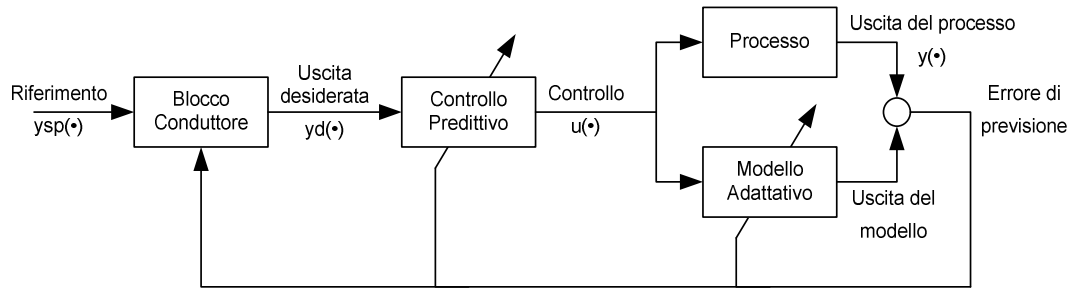 Riferimento
ysp(•)
Blocco
Conduttore
Uscita
desiderata
yd(•)
Controllo
Predittivo
Controllo
u(•)
Processo
Modello
Adattativo
Uscita del processo
y(•)
Uscita del
modello
Errore di
previsione